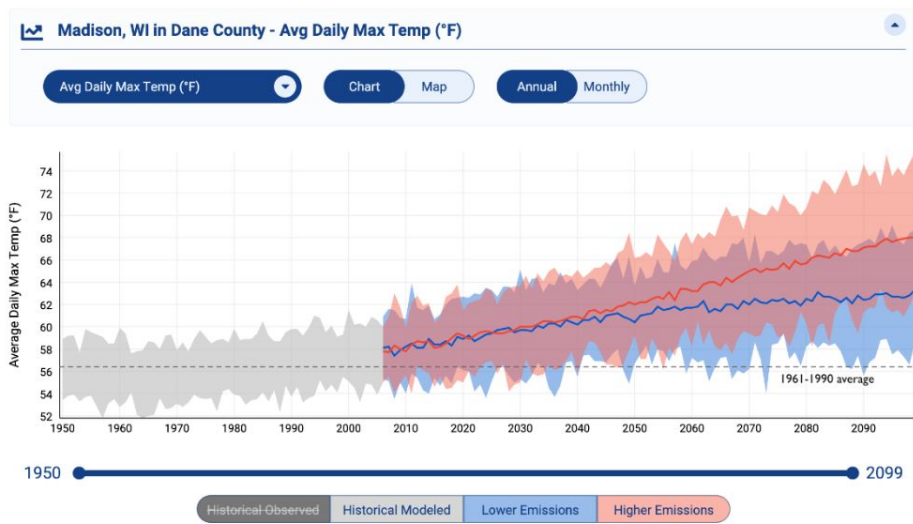 Madison, WI in Dane County - Avg Daily Max Temp (°F)
Avg Daily Max Temp (°F)
Chart Map
Annual Monthly
Average Daily Max Temp (°F)
74
72
70
68
66
64
62
60
58
56
54
52
1961-1990 average
1950 1960 1970 1980 1990 2000 2010 2020 2030 2040 2050 2060 2070 2080 2090
1950 2099
Historical Observed Historical Modeled Lower Emissions Higher Emissions